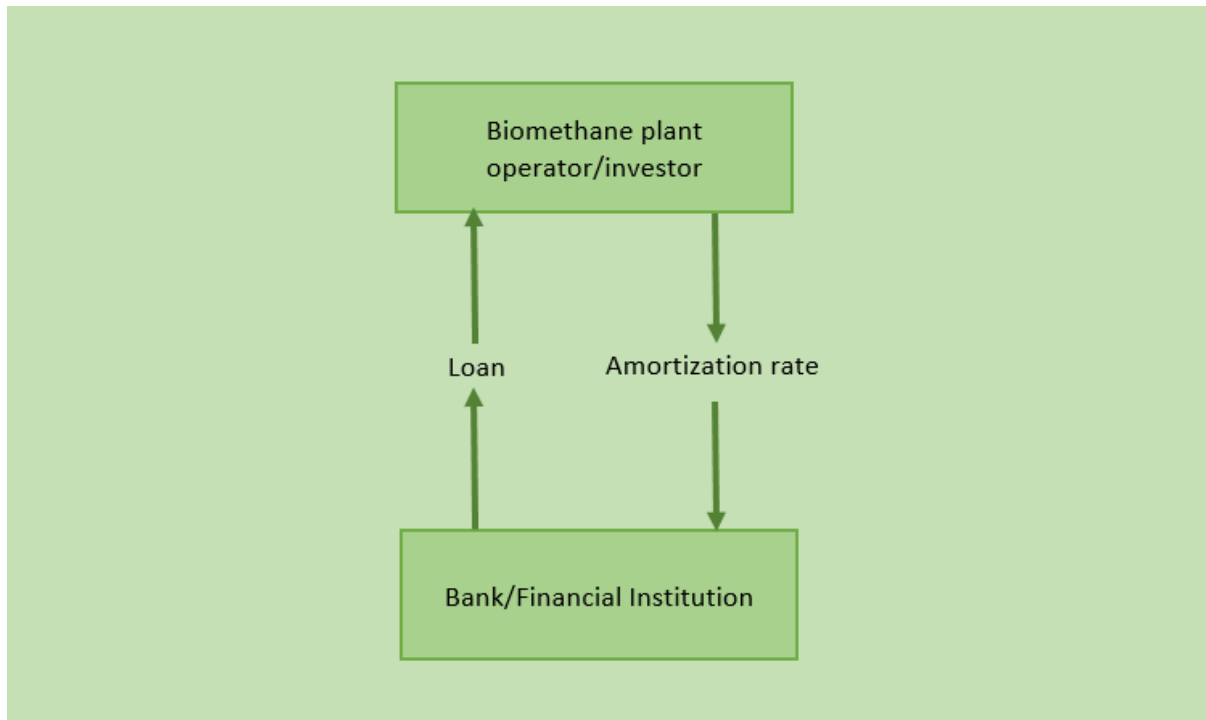 Biomethane plant
operator/investor
Loan
Amortization rate
Bank/Financial Institution